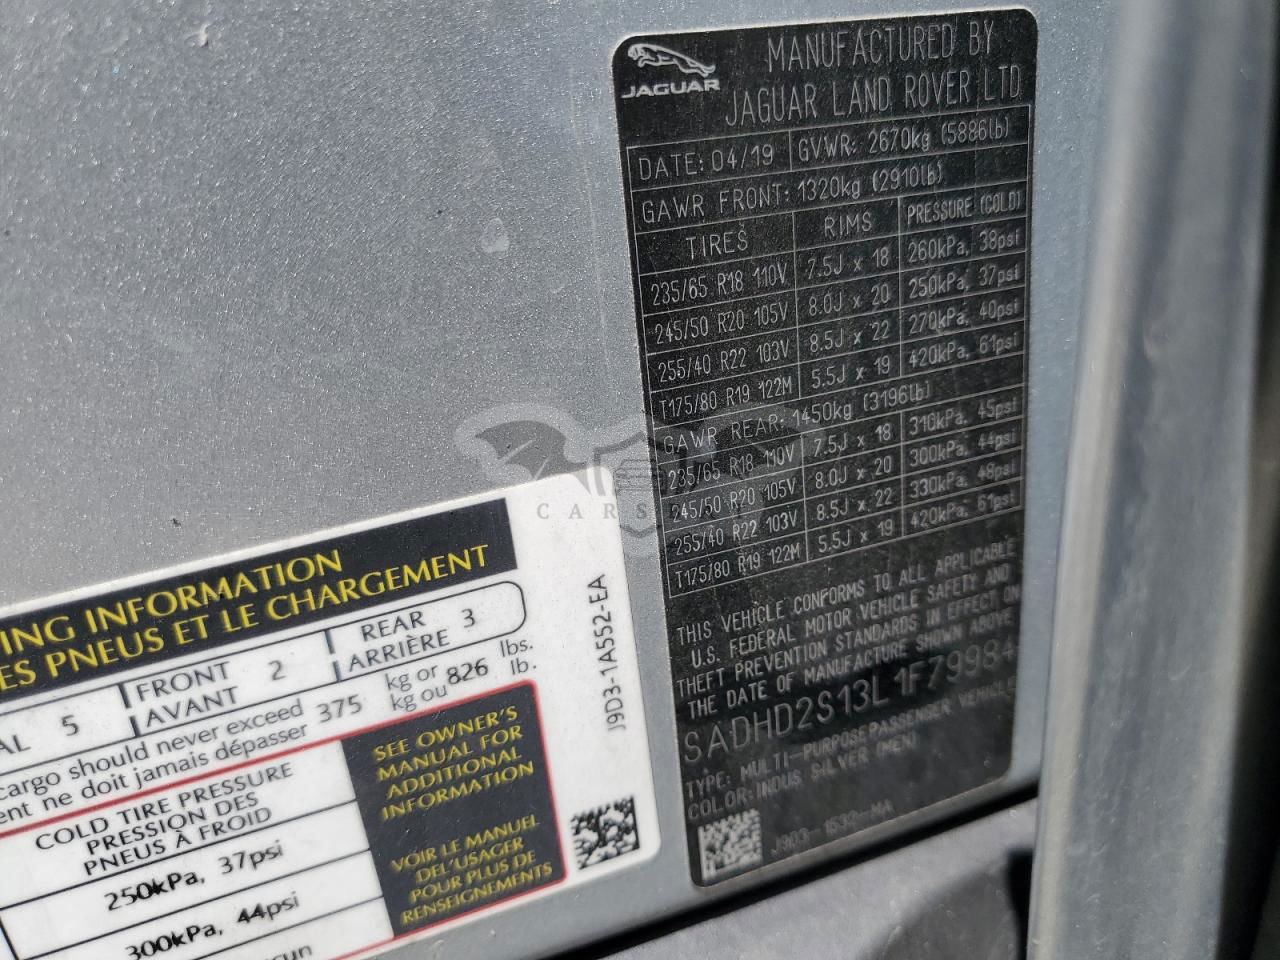 JAGUAR
MANUFACTURED BY
JAGUAR LAND ROVER LTD
DATE: 04/19 GVWR: 2670kg (5886lb)
GAWR FRONT: 1320kg (2910lb)
TIRES RIMS PRESSURE (COLD)
235/65 R18 110V 7.5J x 18 260kPa, 38psi
245/50 R20 105V 8.0J x 20 250kPa, 37psi
255/40 R22 103V 8.5J x 22 270kPa, 40psi
T175/80 R19 122M 5.5J x 19 420kPa, 61psi
GAWR REAR: 1450kg (3196lb)
235/65 R18 110V 7.5J x 18 310kPa, 45psi
245/50 R20 105V 8.0J x 20 300kPa, 44psi
255/40 R22 103V 8.5J x 22 330kPa, 48psi
T175/80 R19 122M 5.5J x 19 420kPa, 61psi
THIS VEHICLE CONFORMS TO ALL APPLICABLE
U.S. FEDERAL MOTOR VEHICLE SAFETY AND
THEFT PREVENTION STANDARDS IN EFFECT ON
THE DATE OF MANUFACTURE SHOWN ABOVE
SADHD2S13L1F79984
TYPE: MULTI-PURPOSE PASSENGER VEHICLE
COLOR: INDUS SILVER (MEN)
J9D3-1532-MA
CARS
ING INFORMATION
ES PNEUS ET LE CHARGEMENT
AL 5 FRONT 2 REAR 3
AVANT ARRIÈRE
cargo should never exceed 375 kg or 826 lbs.
ent ne doit jamais dépasser kg ou lb.
COLD TIRE PRESSURE
PRESSION DES
PNEUS À FROID
250kPa, 37psi
300kPa, 44psi
SEE OWNER'S
MANUAL FOR
ADDITIONAL
INFORMATION
VOIR LE MANUEL
DEL'USAGER
POUR PLUS DE
RENSEIGNEMENTS
J9D3-1A552-EA